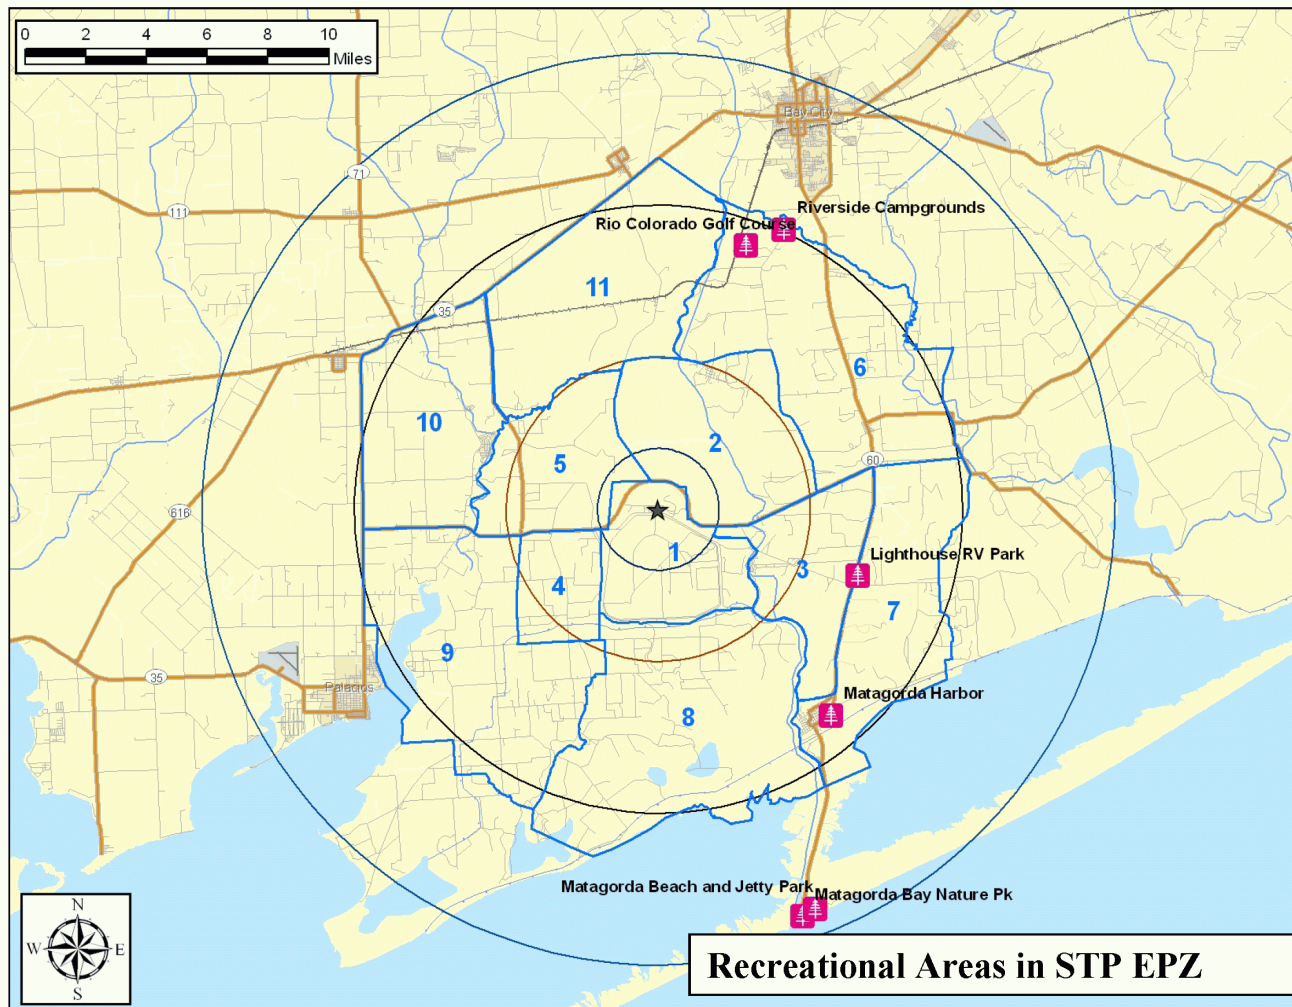 0 2 4 6 8 10
Miles
Bay City
71
111
Riverside Campgrounds
Rio Colorado Golf Course
11
35
6
10
2
5
60
616
1
Lighthouse RV Park
3
4
7
9
35
Palacios
Matagorda Harbor
8
Matagorda Beach and Jetty Park
Matagorda Bay Nature Pk
N
W E
S
Recreational Areas in STP EPZ